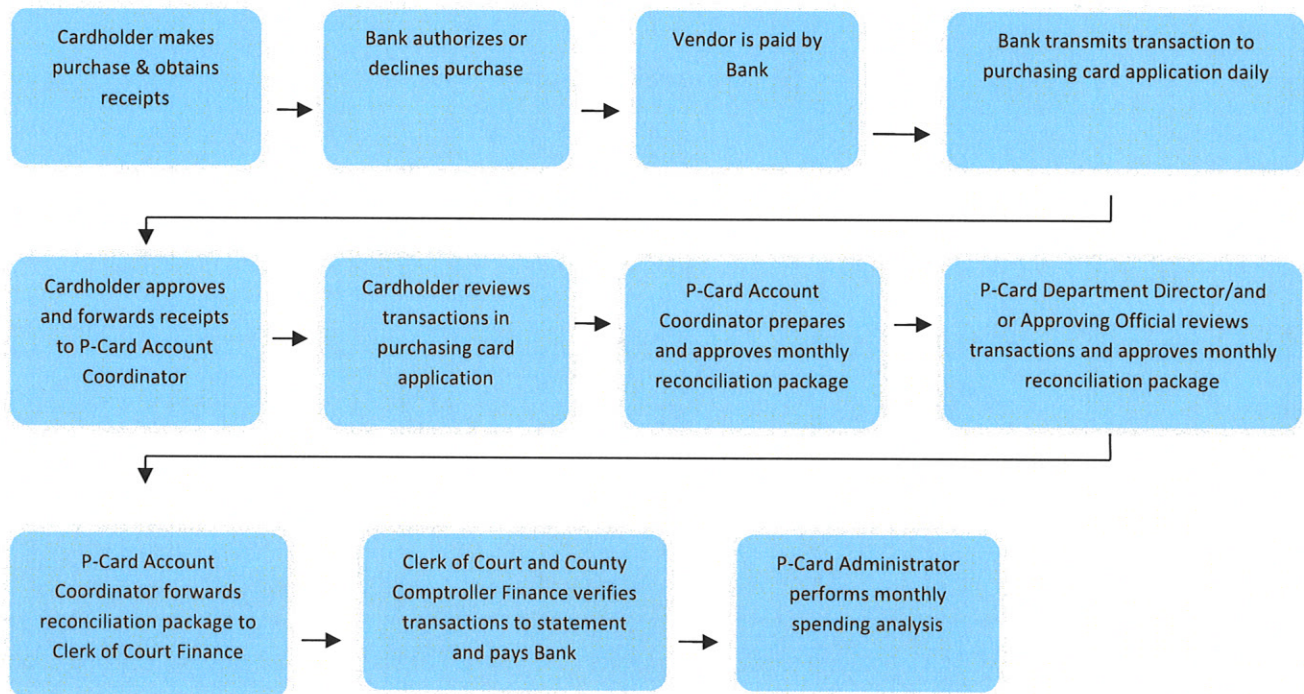 Cardholder makes
purchase & obtains
receipts
Bank authorizes or
declines purchase
Vendor is paid by
Bank
Bank transmits transaction to
purchasing card application daily
Cardholder approves
and forwards receipts
to P-Card Account
Coordinator
Cardholder reviews
transactions in
purchasing card
application
P-Card Account
Coordinator prepares
and approves monthly
reconciliation package
P-Card Department Director/and
or Approving Official reviews
transactions and approves monthly
reconciliation package
P-Card Account
Coordinator forwards
reconciliation package to
Clerk of Court Finance
Clerk of Court and County
Comptroller Finance verifies
transactions to statement
and pays Bank
P-Card Administrator
performs monthly
spending analysis